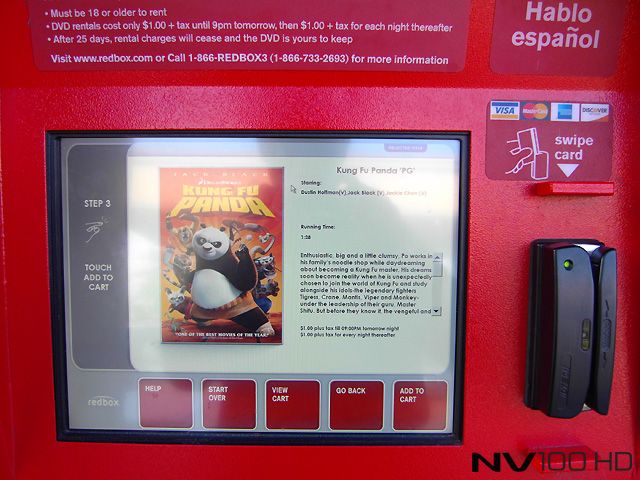 • Must be 18 or older to rent
• DVD rentals cost only $1.00 + tax until 9pm tomorrow, then $1.00 + tax for each night thereafter
• After 25 days, rental charges will cease and the DVD is yours to keep
Visit www.redbox.com or Call 1-866-REDBOX3 (1-866-733-2693) for more information
Hablo
español
VISA MasterCard DISCOVER
swipe
card
STEP 3
TOUCH
ADD TO
CART
JACK BLACK
DREAMWORKS
KUNG FU
PANDA
"ONE OF THE BEST MOVIES OF THE YEAR."
Kung Fu Panda 'PG'
Starring:
Dustin Hoffman(V),Jack Black (V),Jackie Chan (V)
Running Time:
1:28
Enthusiastic, big and a little clumsy, Po works in
his family's noodle shop while daydreaming
about becoming a Kung Fu master. His dreams
soon become reality when he is unexpectedly
chosen to join the world of Kung Fu and study
alongside his idols-the legendary fighters
Tigress, Crane, Mantis, Viper and Monkey-
under the leadership of their guru, Master
Shifu. But before they know it, the vengeful and
$1.00 plus tax till 09:00PM tomorrow night
$1.00 plus tax for every night thereafter
redbox
HELP
START
OVER
VIEW
CART
GO BACK
ADD TO
CART
NV100HD